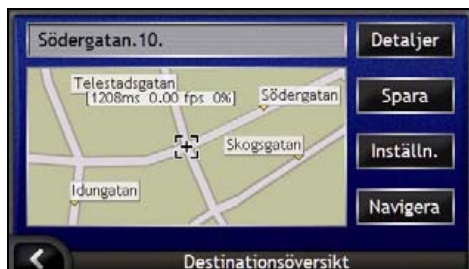 Södergatan.10.
Detaljer
Telestadsgatan
[1208ms 0.00 fps 0%]
Södergatan
Spara
Skogsgatan
Inställn.
Idungatan
Navigera
Destinationsöversikt